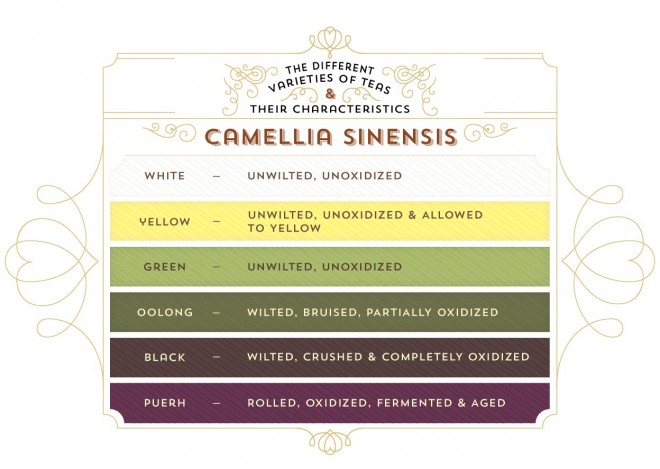 THE DIFFERENT
VARIETIES OF TEAS
&
THEIR CHARACTERISTICS
CAMELLIA SINENSIS
WHITE – UNWILTED, UNOXIDIZED
YELLOW – UNWILTED, UNOXIDIZED & ALLOWED
TO YELLOW
GREEN – UNWILTED, UNOXIDIZED
OOLONG – WILTED, BRUISED, PARTIALLY OXIDIZED
BLACK – WILTED, CRUSHED & COMPLETELY OXIDIZED
PUERH – ROLLED, OXIDIZED, FERMENTED & AGED